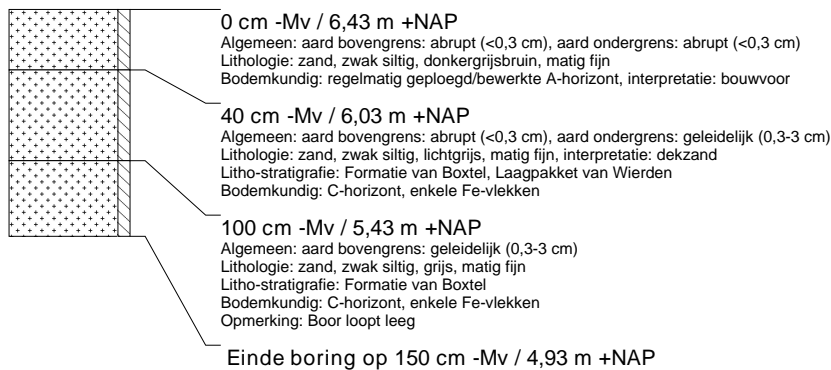 0 cm -Mv / 6,43 m +NAP
Algemeen: aard bovengrens: abrupt (<0,3 cm), aard ondergrens: abrupt (<0,3 cm)
Lithologie: zand, zwak siltig, donkergrijsbruin, matig fijn
Bodemkundig: regelmatig geploegd/bewerkte A-horizont, interpretatie: bouwvoor
40 cm -Mv / 6,03 m +NAP
Algemeen: aard bovengrens: abrupt (<0,3 cm), aard ondergrens: geleidelijk (0,3-3 cm)
Lithologie: zand, zwak siltig, lichtgrijs, matig fijn, interpretatie: dekzand
Litho-stratigrafie: Formatie van Boxtel, Laagpakket van Wierden
Bodemkundig: C-horizont, enkele Fe-vlekken
100 cm -Mv / 5,43 m +NAP
Algemeen: aard bovengrens: geleidelijk (0,3-3 cm)
Lithologie: zand, zwak siltig, grijs, matig fijn
Litho-stratigrafie: Formatie van Boxtel
Bodemkundig: C-horizont, enkele Fe-vlekken
Opmerking: Boor loopt leeg
Einde boring op 150 cm -Mv / 4,93 m +NAP